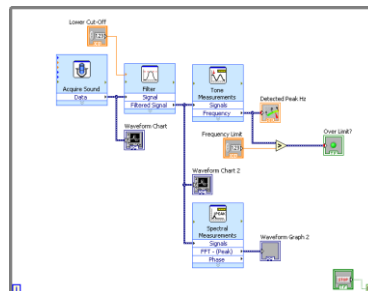 Lower Cut-Off
Acquire Sound
Data
Filter
Signal
Filtered Signal
Tone
Measurements
Signals
Frequency
Detected Peak Hz
Waveform Chart
Frequency Limit
Over Limit?
Waveform Chart 2
Spectral
Measurements
Signals
FFT - (Peak)
Phase
Waveform Graph 2
i